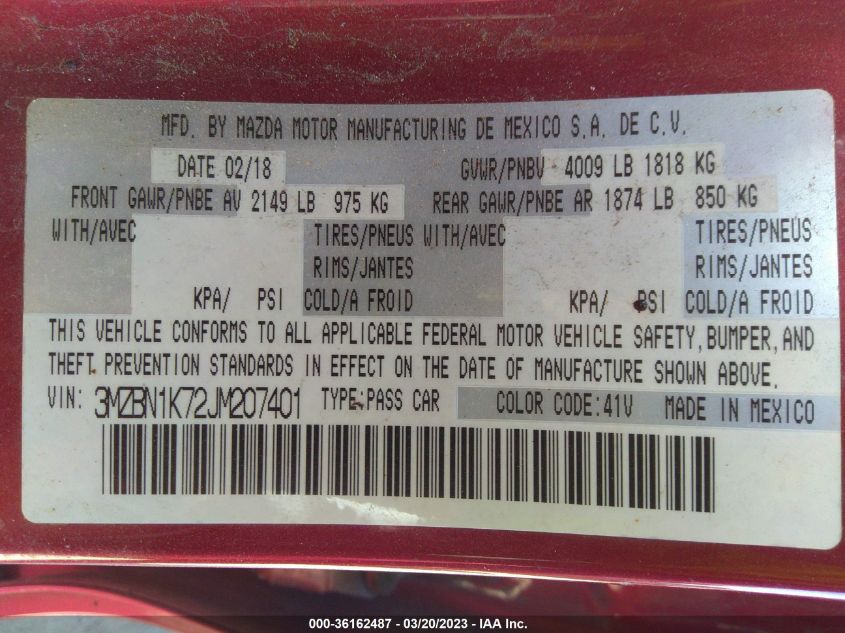 MFD. BY MAZDA MOTOR MANUFACTURING DE MEXICO S.A. DE C.V.
DATE 02/18 GVWR/PNBV 4009 LB 1818 KG
FRONT GAWR/PNBE AV 2149 LB 975 KG REAR GAWR/PNBE AR 1874 LB 850 KG
WITH/AVEC TIRES/PNEUS WITH/AVEC TIRES/PNEUS
RIMS/JANTES RIMS/JANTES
KPA/ PSI COLD/A FROID KPA/ PSI COLD/A FROID
THIS VEHICLE CONFORMS TO ALL APPLICABLE FEDERAL MOTOR VEHICLE SAFETY, BUMPER, AND
THEFT PREVENTION STANDARDS IN EFFECT ON THE DATE OF MANUFACTURE SHOWN ABOVE.
VIN: 3MZBN1K72JM207401 TYPE:PASS CAR COLOR CODE:41V MADE IN MEXICO
000-36162487 - 03/20/2023 - IAA Inc.